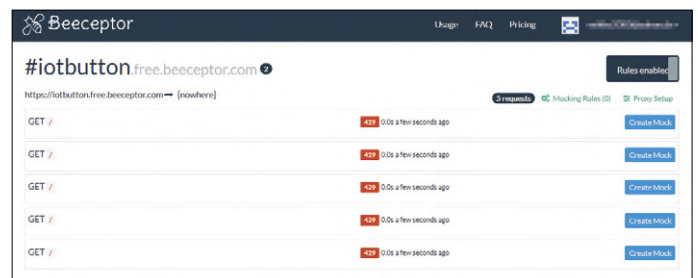 Beeceptor
Usage FAQ Pricing
#iotbutton.free.beeceptor.com 2
Rules enabled
https://iotbutton.free.beeceptor.com → {nowhere}
requests Mocking Rules (0) Proxy Setup
GET / 429 0.0s a few seconds ago Create Mock
GET / 429 0.0s a few seconds ago Create Mock
GET / 429 0.0s a few seconds ago Create Mock
GET / 429 0.0s a few seconds ago Create Mock
GET / 429 0.0s a few seconds ago Create Mock